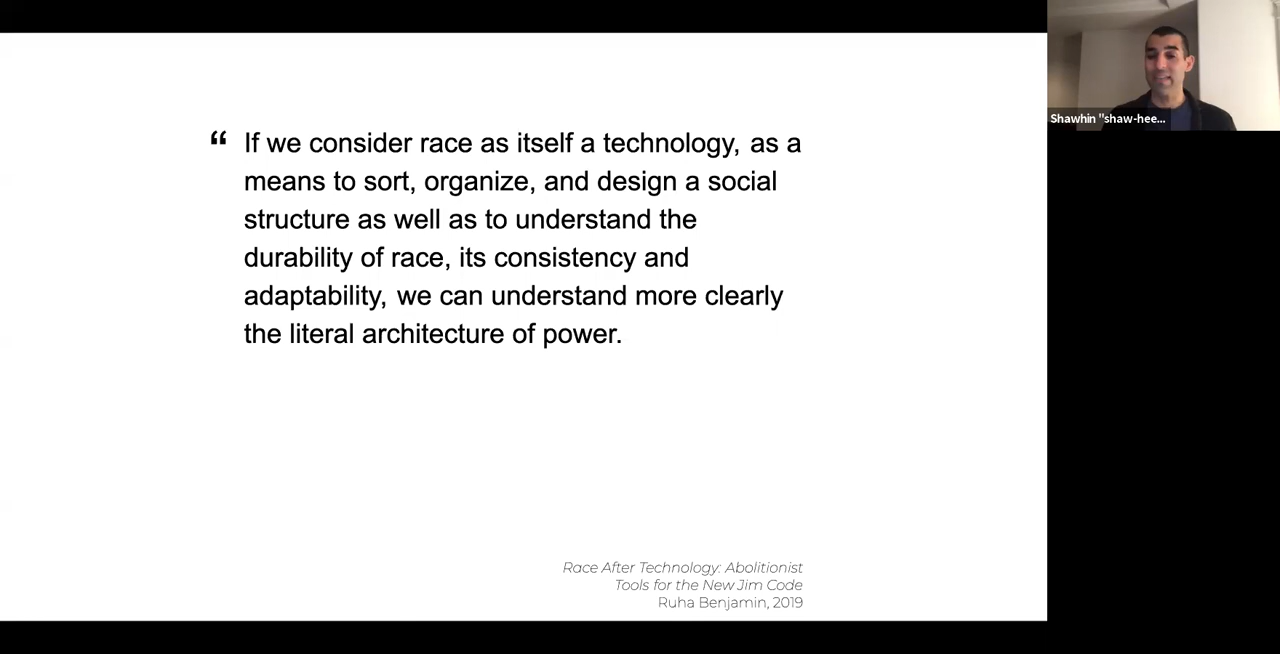 “ If we consider race as itself a technology, as a
means to sort, organize, and design a social
structure as well as to understand the
durability of race, its consistency and
adaptability, we can understand more clearly
the literal architecture of power.
Race After Technology: Abolitionist
Tools for the New Jim Code
Ruha Benjamin, 2019
Shawhin "shaw-hee...